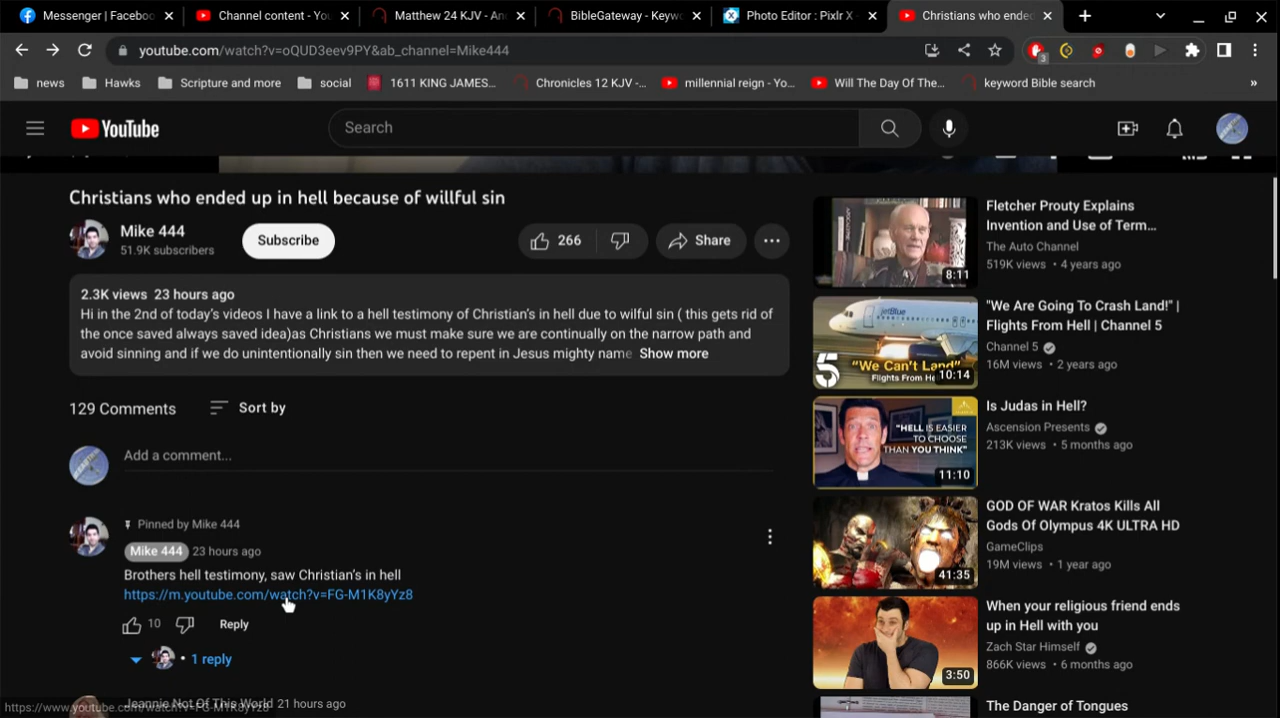 Messenger | Faceboo
Channel content - You
Matthew 24 KJV - An
BibleGateway - Keywo
Photo Editor : Pixlr X -
Christians who ended
youtube.com/watch?v=oQUD3eev9PY&ab_channel=Mike444
3
news
Hawks
Scripture and more
social
1611 KING JAMES...
Chronicles 12 KJV -...
millennial reign - Yo...
Will The Day Of The...
keyword Bible search
»
YouTube
Search
Christians who ended up in hell because of willful sin
Mike 444
51.9K subscribers
Subscribe
266
Share
2.3K views 23 hours ago
Hi in the 2nd of today's videos I have a link to a hell testimony of Christian's in hell due to wilful sin ( this gets rid of
the once saved always saved idea)as Christians we must make sure we are continually on the narrow path and
avoid sinning and if we do unintentionally sin then we need to repent in Jesus mighty name Show more
129 Comments
Sort by
Add a comment...
Pinned by Mike 444
Mike 444 23 hours ago
Brothers hell testimony, saw Christian's in hell
https://m.youtube.com/watch?v=FG-M1K8yYz8
10
Reply
• 1 reply
Jeannie Not Of This World 21 hours ago
https://www.youtube.com/watch?v=FG-M1K8yYz8
8:11
Fletcher Prouty Explains
Invention and Use of Term...
The Auto Channel
519K views • 4 years ago
5
"We Can't Land"
Flights From He
10:14
"We Are Going To Crash Land!" |
Flights From Hell | Channel 5
Channel 5
16M views • 2 years ago
"HELL IS EASIER
TO CHOOSE
THAN YOU THINK"
11:10
Is Judas in Hell?
Ascension Presents
213K views • 5 months ago
41:35
GOD OF WAR Kratos Kills All
Gods Of Olympus 4K ULTRA HD
GameClips
19M views • 1 year ago
3:50
When your religious friend ends
up in Hell with you
Zach Star Himself
866K views • 6 months ago
The Danger of Tongues